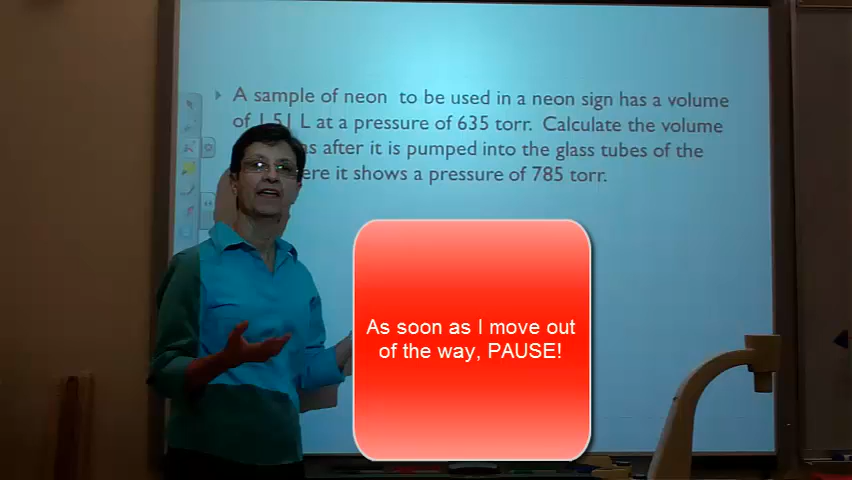 A sample of neon to be used in a neon sign has a volume
of 1.51 L at a pressure of 635 torr. Calculate the volume
as after it is pumped into the glass tubes of the
ere it shows a pressure of 785 torr.
As soon as I move out
of the way, PAUSE!